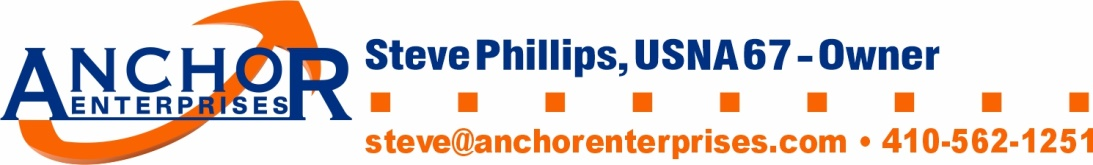 ANCHOR
ENTERPRISES
Steve Phillips, USNA 67 - Owner
steve@anchorenterprises.com • 410-562-1251